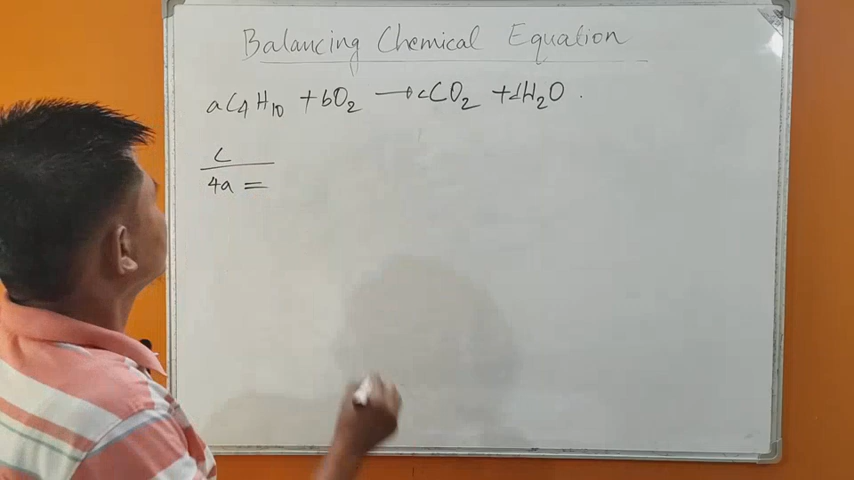 Balancing Chemical Equation
aC4H10 + bO2 → cCO2 + dH2O .
C
4a =